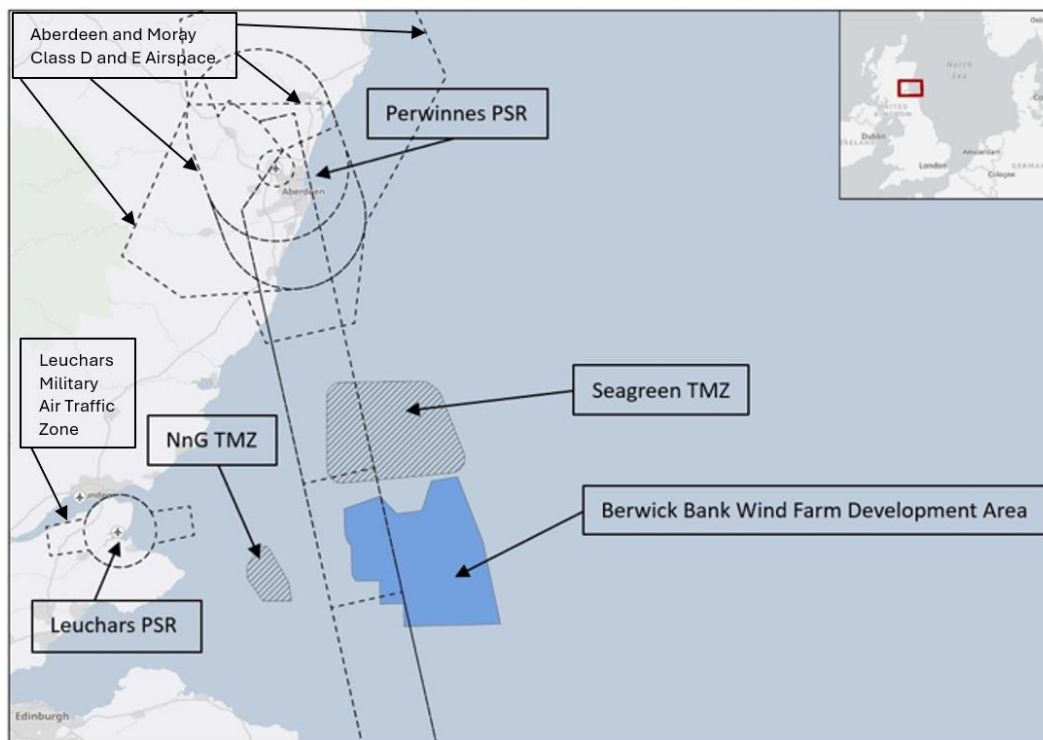 Aberdeen and Moray
Class D and E Airspace
Perwinnes PSR
Aberdeen
Leuchars
Military
Air Traffic
Zone
NnG TMZ
Seagreen TMZ
Berwick Bank Wind Farm Development Area
Leuchars PSR
Edinburgh
North
Sea
UNITED
KINGDOM
Dublin
London
Amsterdam
Cologne